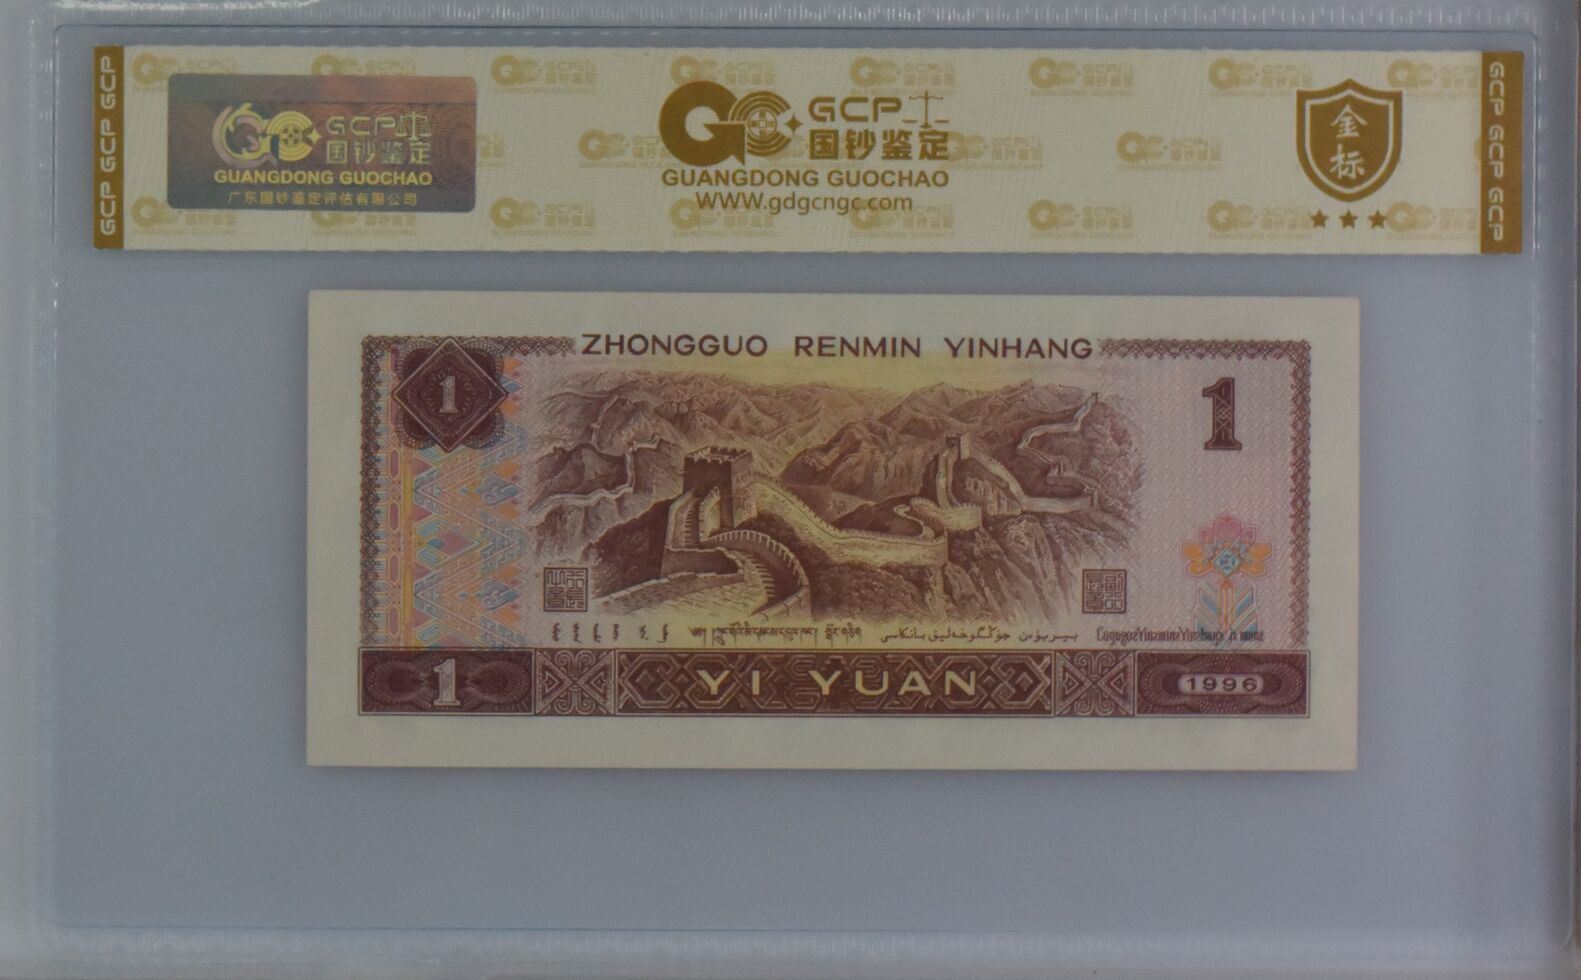 GCP GCP GCP
GCP
国钞鉴定
GUANGDONG GUOCHAO
广东国钞鉴定评估有限公司
GCP
国钞鉴定
GUANGDONG GUOCHAO
WWW.gdgcngc.com
金
标
GCP GCP GCP
ZHONGGUO RENMIN YINHANG
1
1
1
YI YUAN
1996